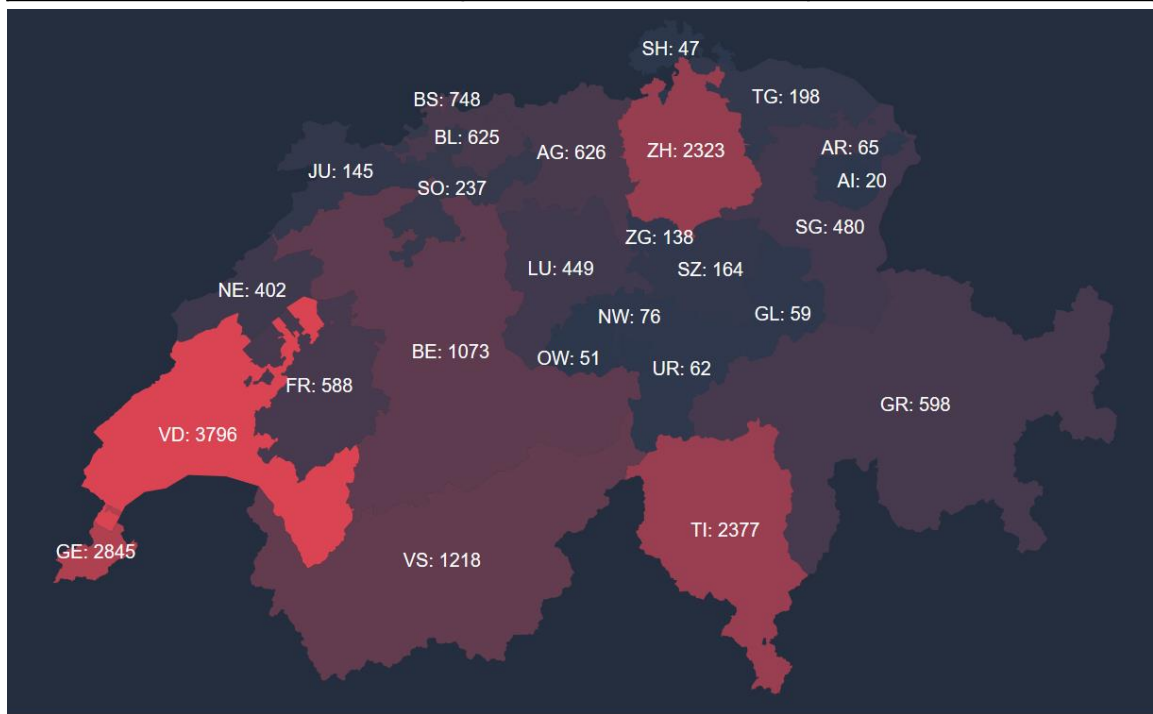 SH: 47
TG: 198
BS: 748
BL: 625
AG: 626
ZH: 2323
AR: 65
JU: 145
SO: 237
AI: 20
SG: 480
ZG: 138
LU: 449
SZ: 164
NE: 402
NW: 76
GL: 59
BE: 1073
OW: 51
UR: 62
FR: 588
GR: 598
VD: 3796
TI: 2377
GE: 2845
VS: 1218